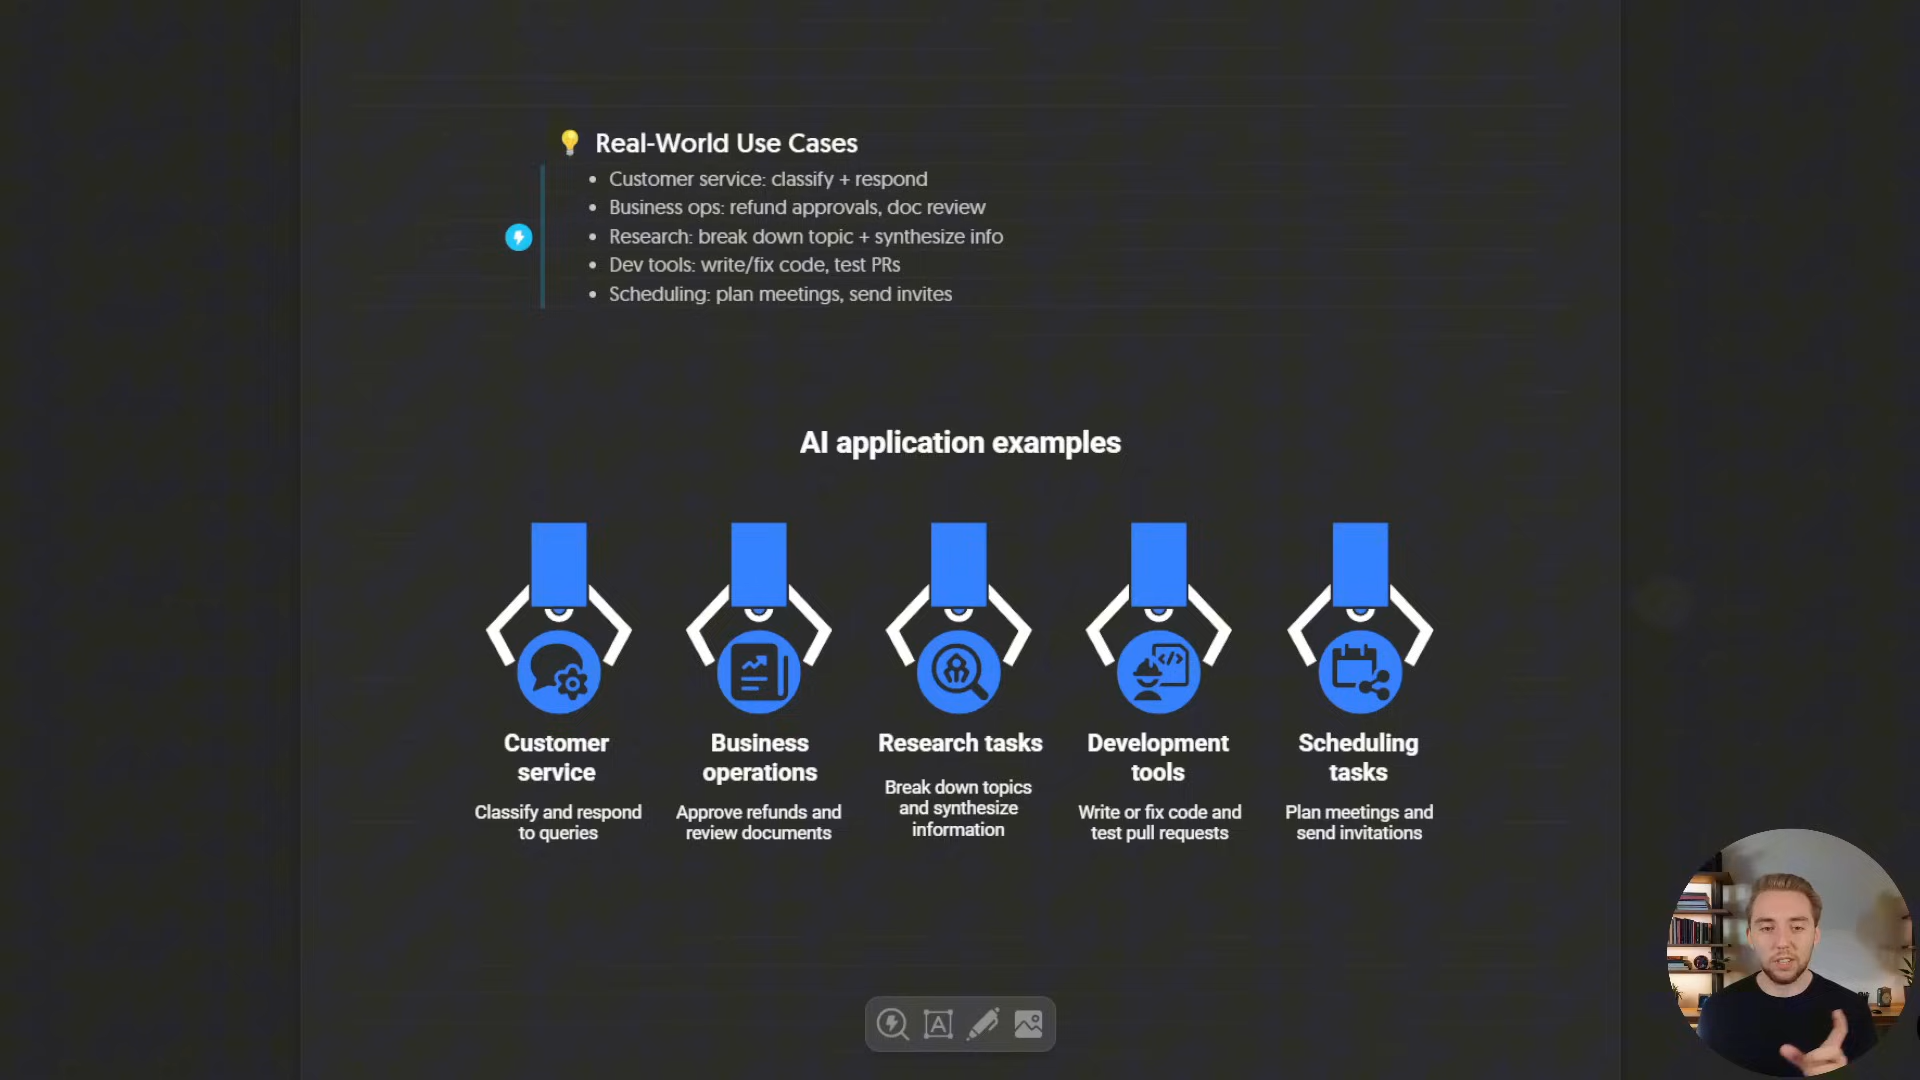 Real-World Use Cases
• Customer service: classify + respond
• Business ops: refund approvals, doc review
• Research: break down topic + synthesize info
• Dev tools: write/fix code, test PRs
• Scheduling: plan meetings, send invites
AI application examples
Customer
service
Classify and respond
to queries
Business
operations
Approve refunds and
review documents
Research tasks
Break down topics
and synthesize
information
Development
tools
Write or fix code and
test pull requests
Scheduling
tasks
Plan meetings and
send invitations